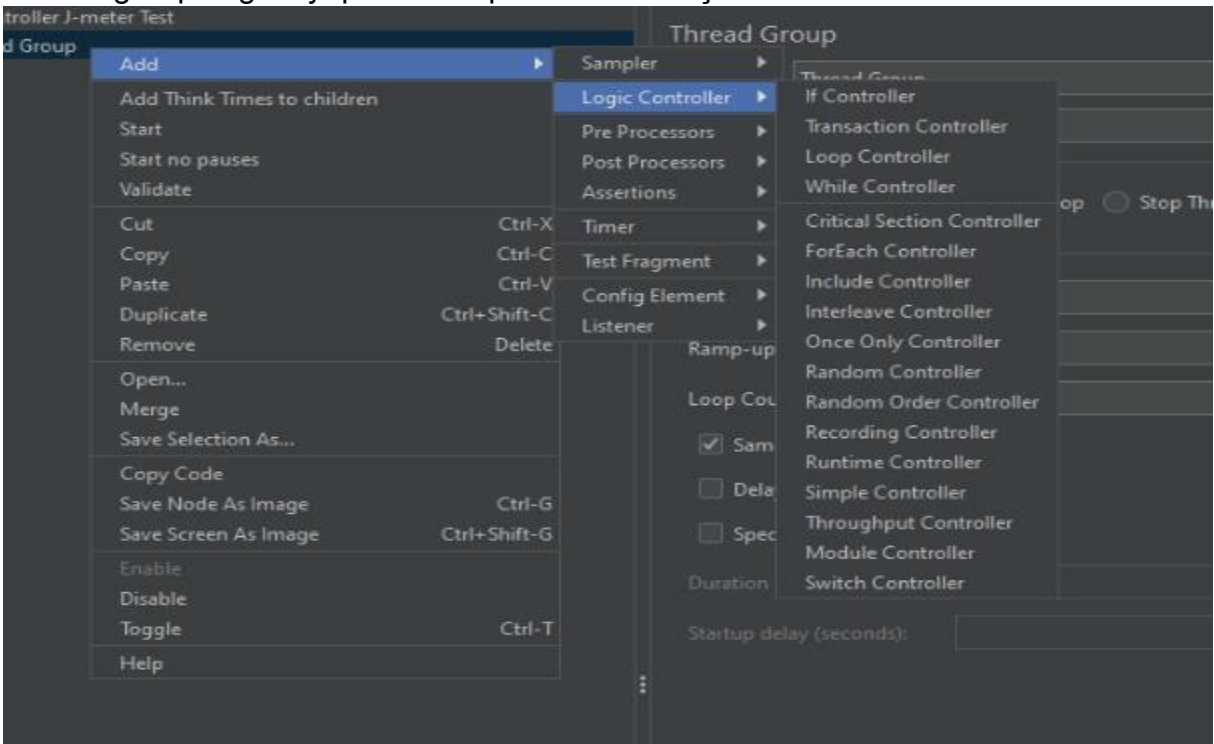 troller J-meter Test
d Group
Thread Group
Add
Add Think Times to children
Start
Start no pauses
Validate
Cut Ctrl-X
Copy Ctrl-C
Paste Ctrl-V
Duplicate Ctrl+Shift-C
Remove Delete
Open...
Merge
Save Selection As...
Copy Code
Save Node As Image Ctrl-G
Save Screen As Image Ctrl+Shift-G
Enable
Disable
Toggle Ctrl-T
Help
Sampler
Logic Controller
Pre Processors
Post Processors
Assertions
Timer
Test Fragment
Config Element
Listener
Thread Group
If Controller
Transaction Controller
Loop Controller
While Controller
Critical Section Controller
ForEach Controller
Include Controller
Interleave Controller
Once Only Controller
Random Controller
Random Order Controller
Recording Controller
Runtime Controller
Simple Controller
Throughput Controller
Module Controller
Switch Controller
op Stop Thr
Ramp-up
Loop Cou
Sam
Dela
Spec
Duration
Startup delay (seconds):